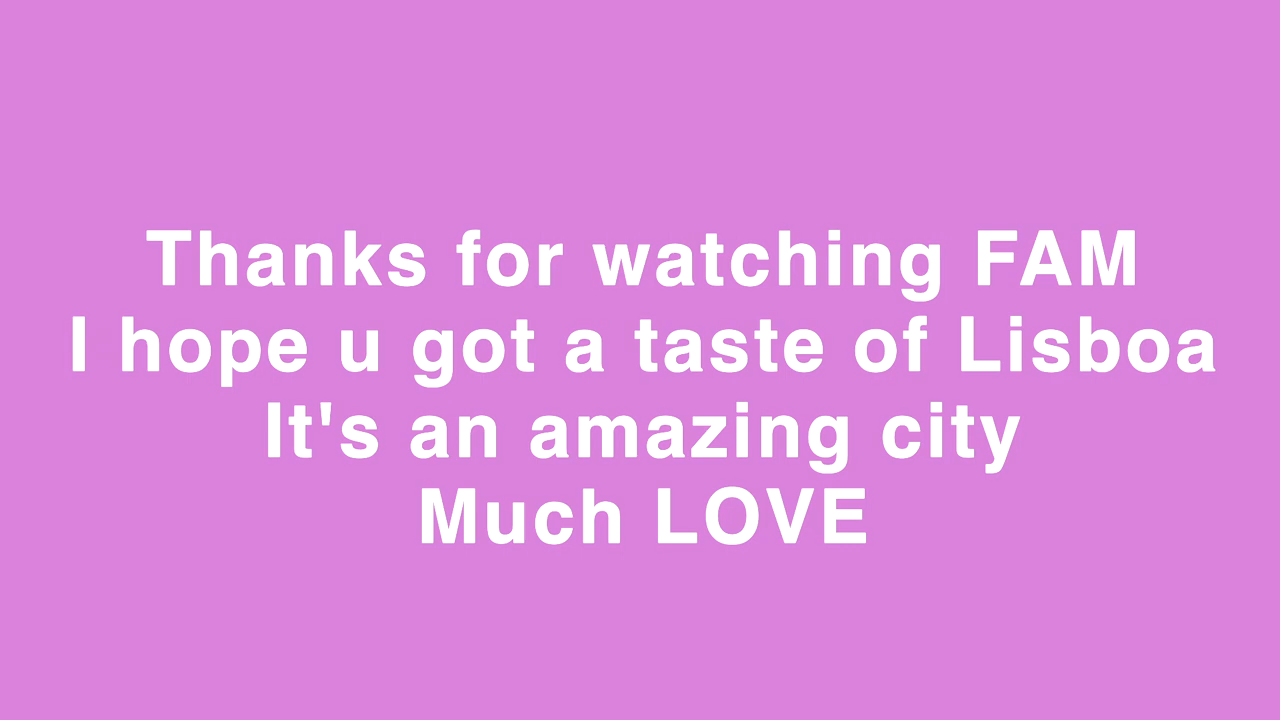 Thanks for watching FAM
I hope u got a taste of Lisboa
It's an amazing city
Much LOVE